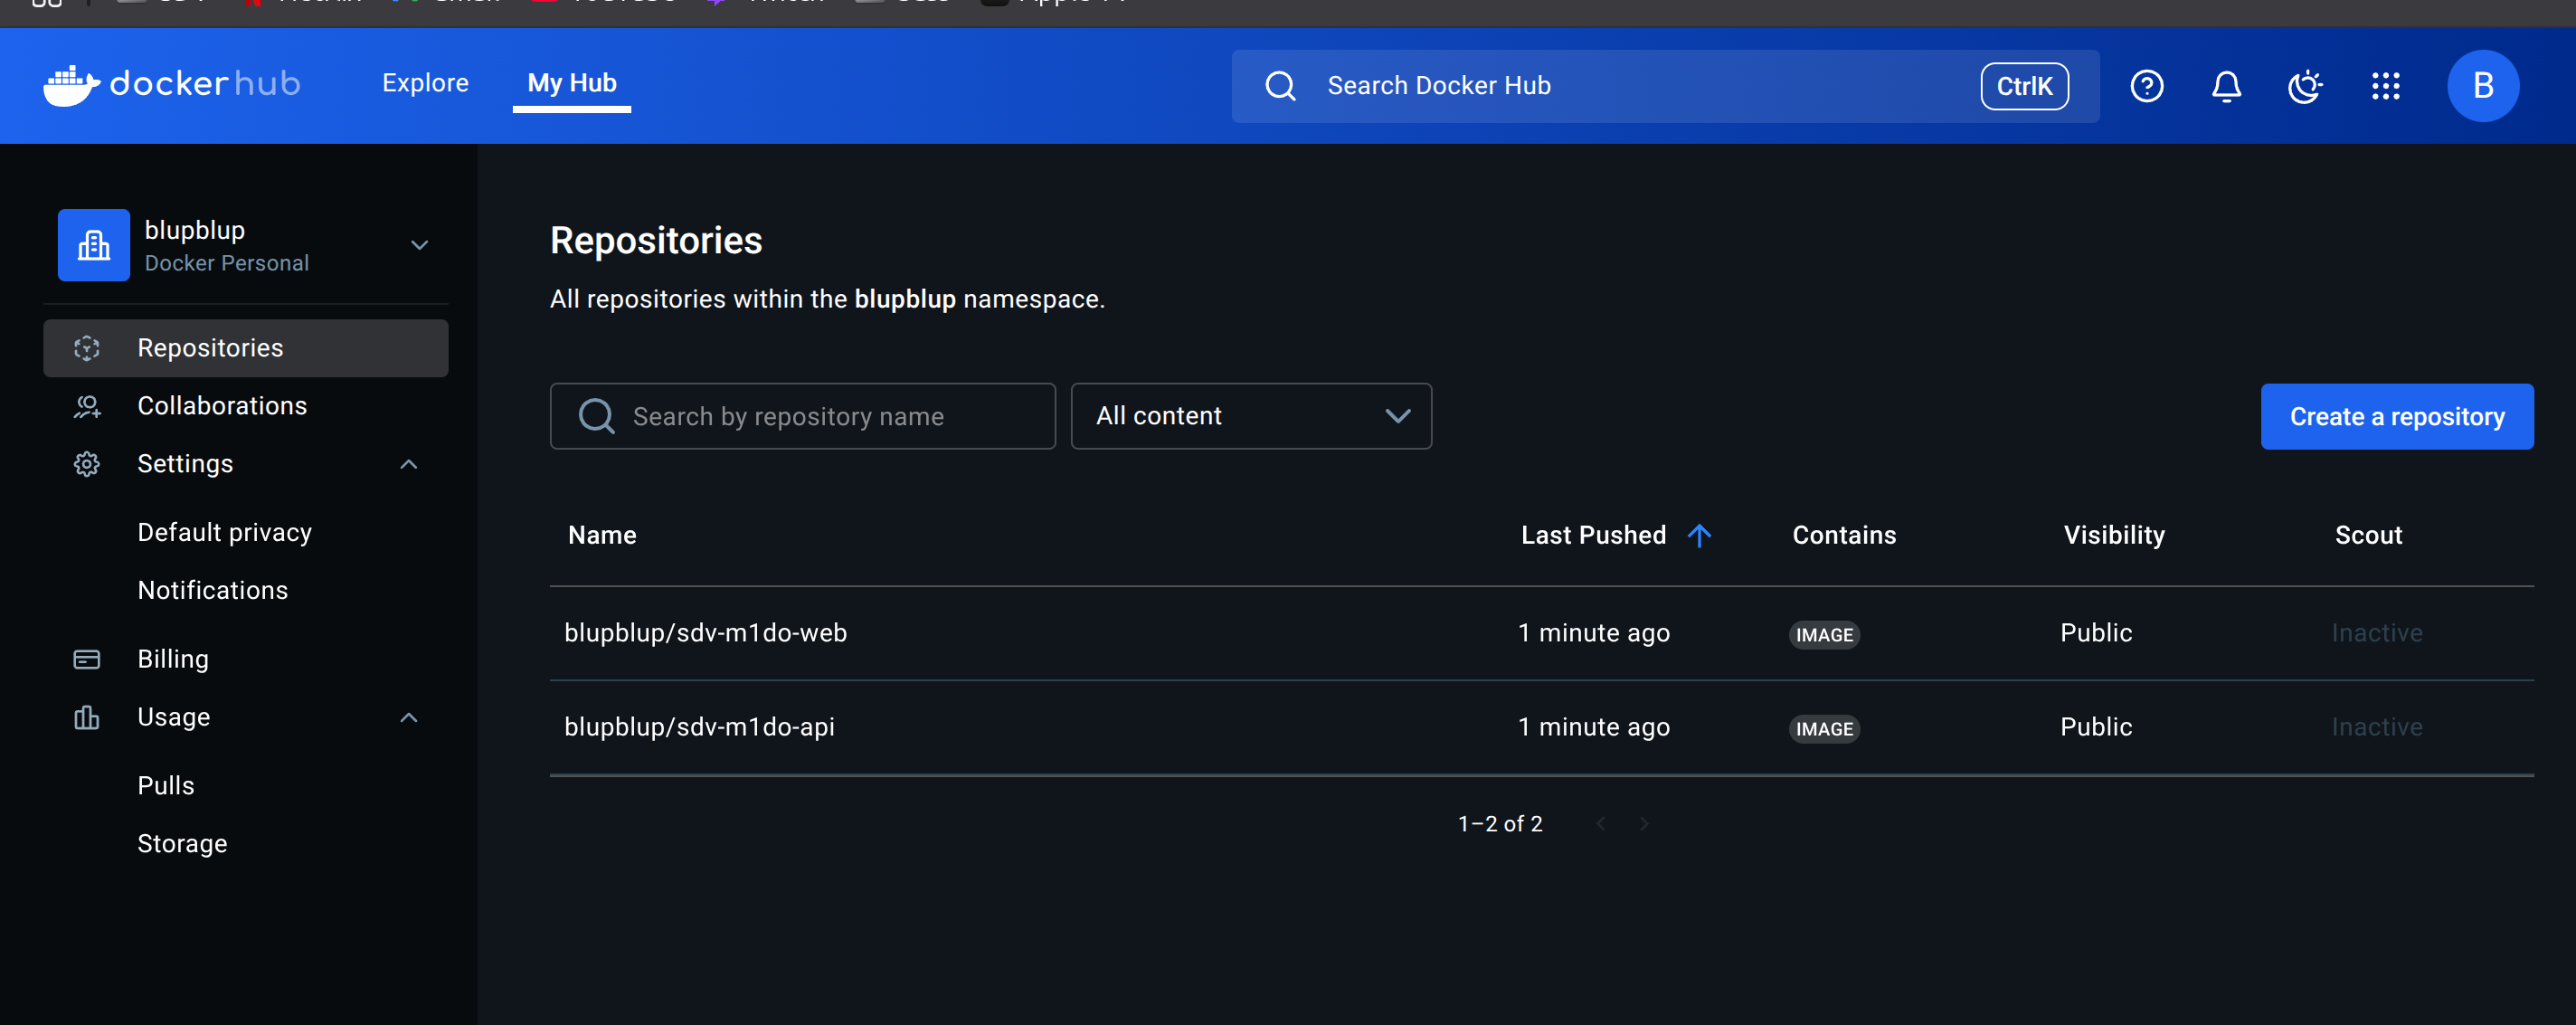 dockerhub
Explore
My Hub
Search Docker Hub
CtrlK
B
blupblup
Docker Personal
Repositories
Collaborations
Settings
Default privacy
Notifications
Billing
Usage
Pulls
Storage
Repositories
All repositories within the blupblup namespace.
Search by repository name
All content
Create a repository
Name Last Pushed Contains Visibility Scout
blupblup/sdv-m1do-web 1 minute ago IMAGE Public Inactive
blupblup/sdv-m1do-api 1 minute ago IMAGE Public Inactive
1–2 of 2